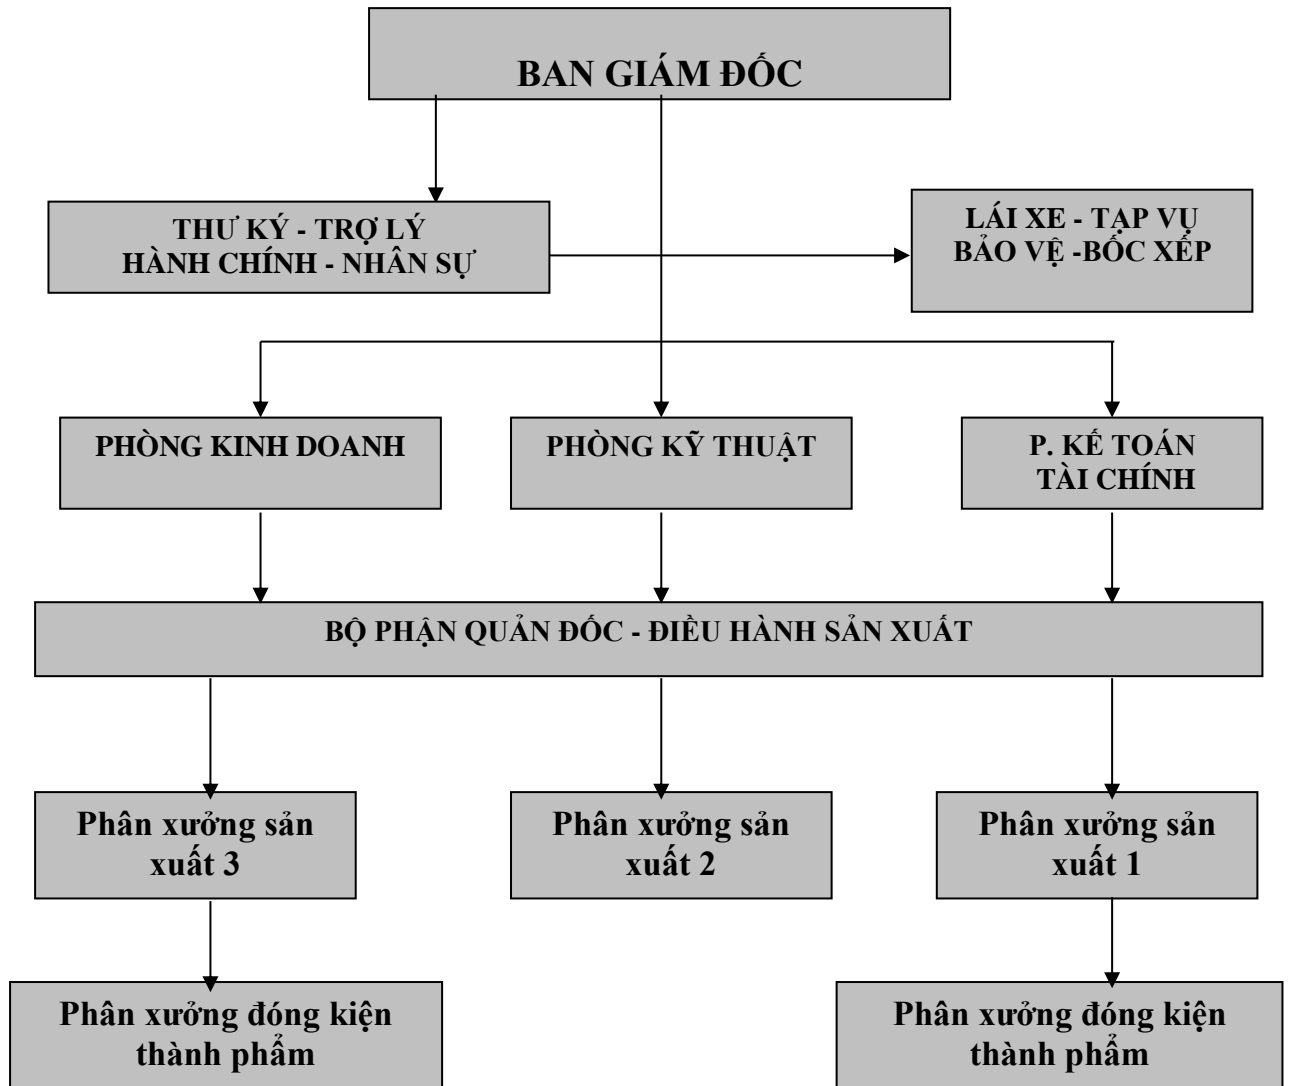 BAN GIÁM ĐỐC
THƯ KÝ - TRỢ LÝ
HÀNH CHÍNH - NHÂN SỰ
LÁI XE - TẠP VỤ
BẢO VỆ -BỐC XẾP
PHÒNG KINH DOANH
PHÒNG KỸ THUẬT
P. KẾ TOÁN
TÀI CHÍNH
BỘ PHẬN QUẢN ĐỐC - ĐIỀU HÀNH SẢN XUẤT
Phân xưởng sản
xuất 3
Phân xưởng sản
xuất 2
Phân xưởng sản
xuất 1
Phân xưởng đóng kiện
thành phẩm
Phân xưởng đóng kiện
thành phẩm